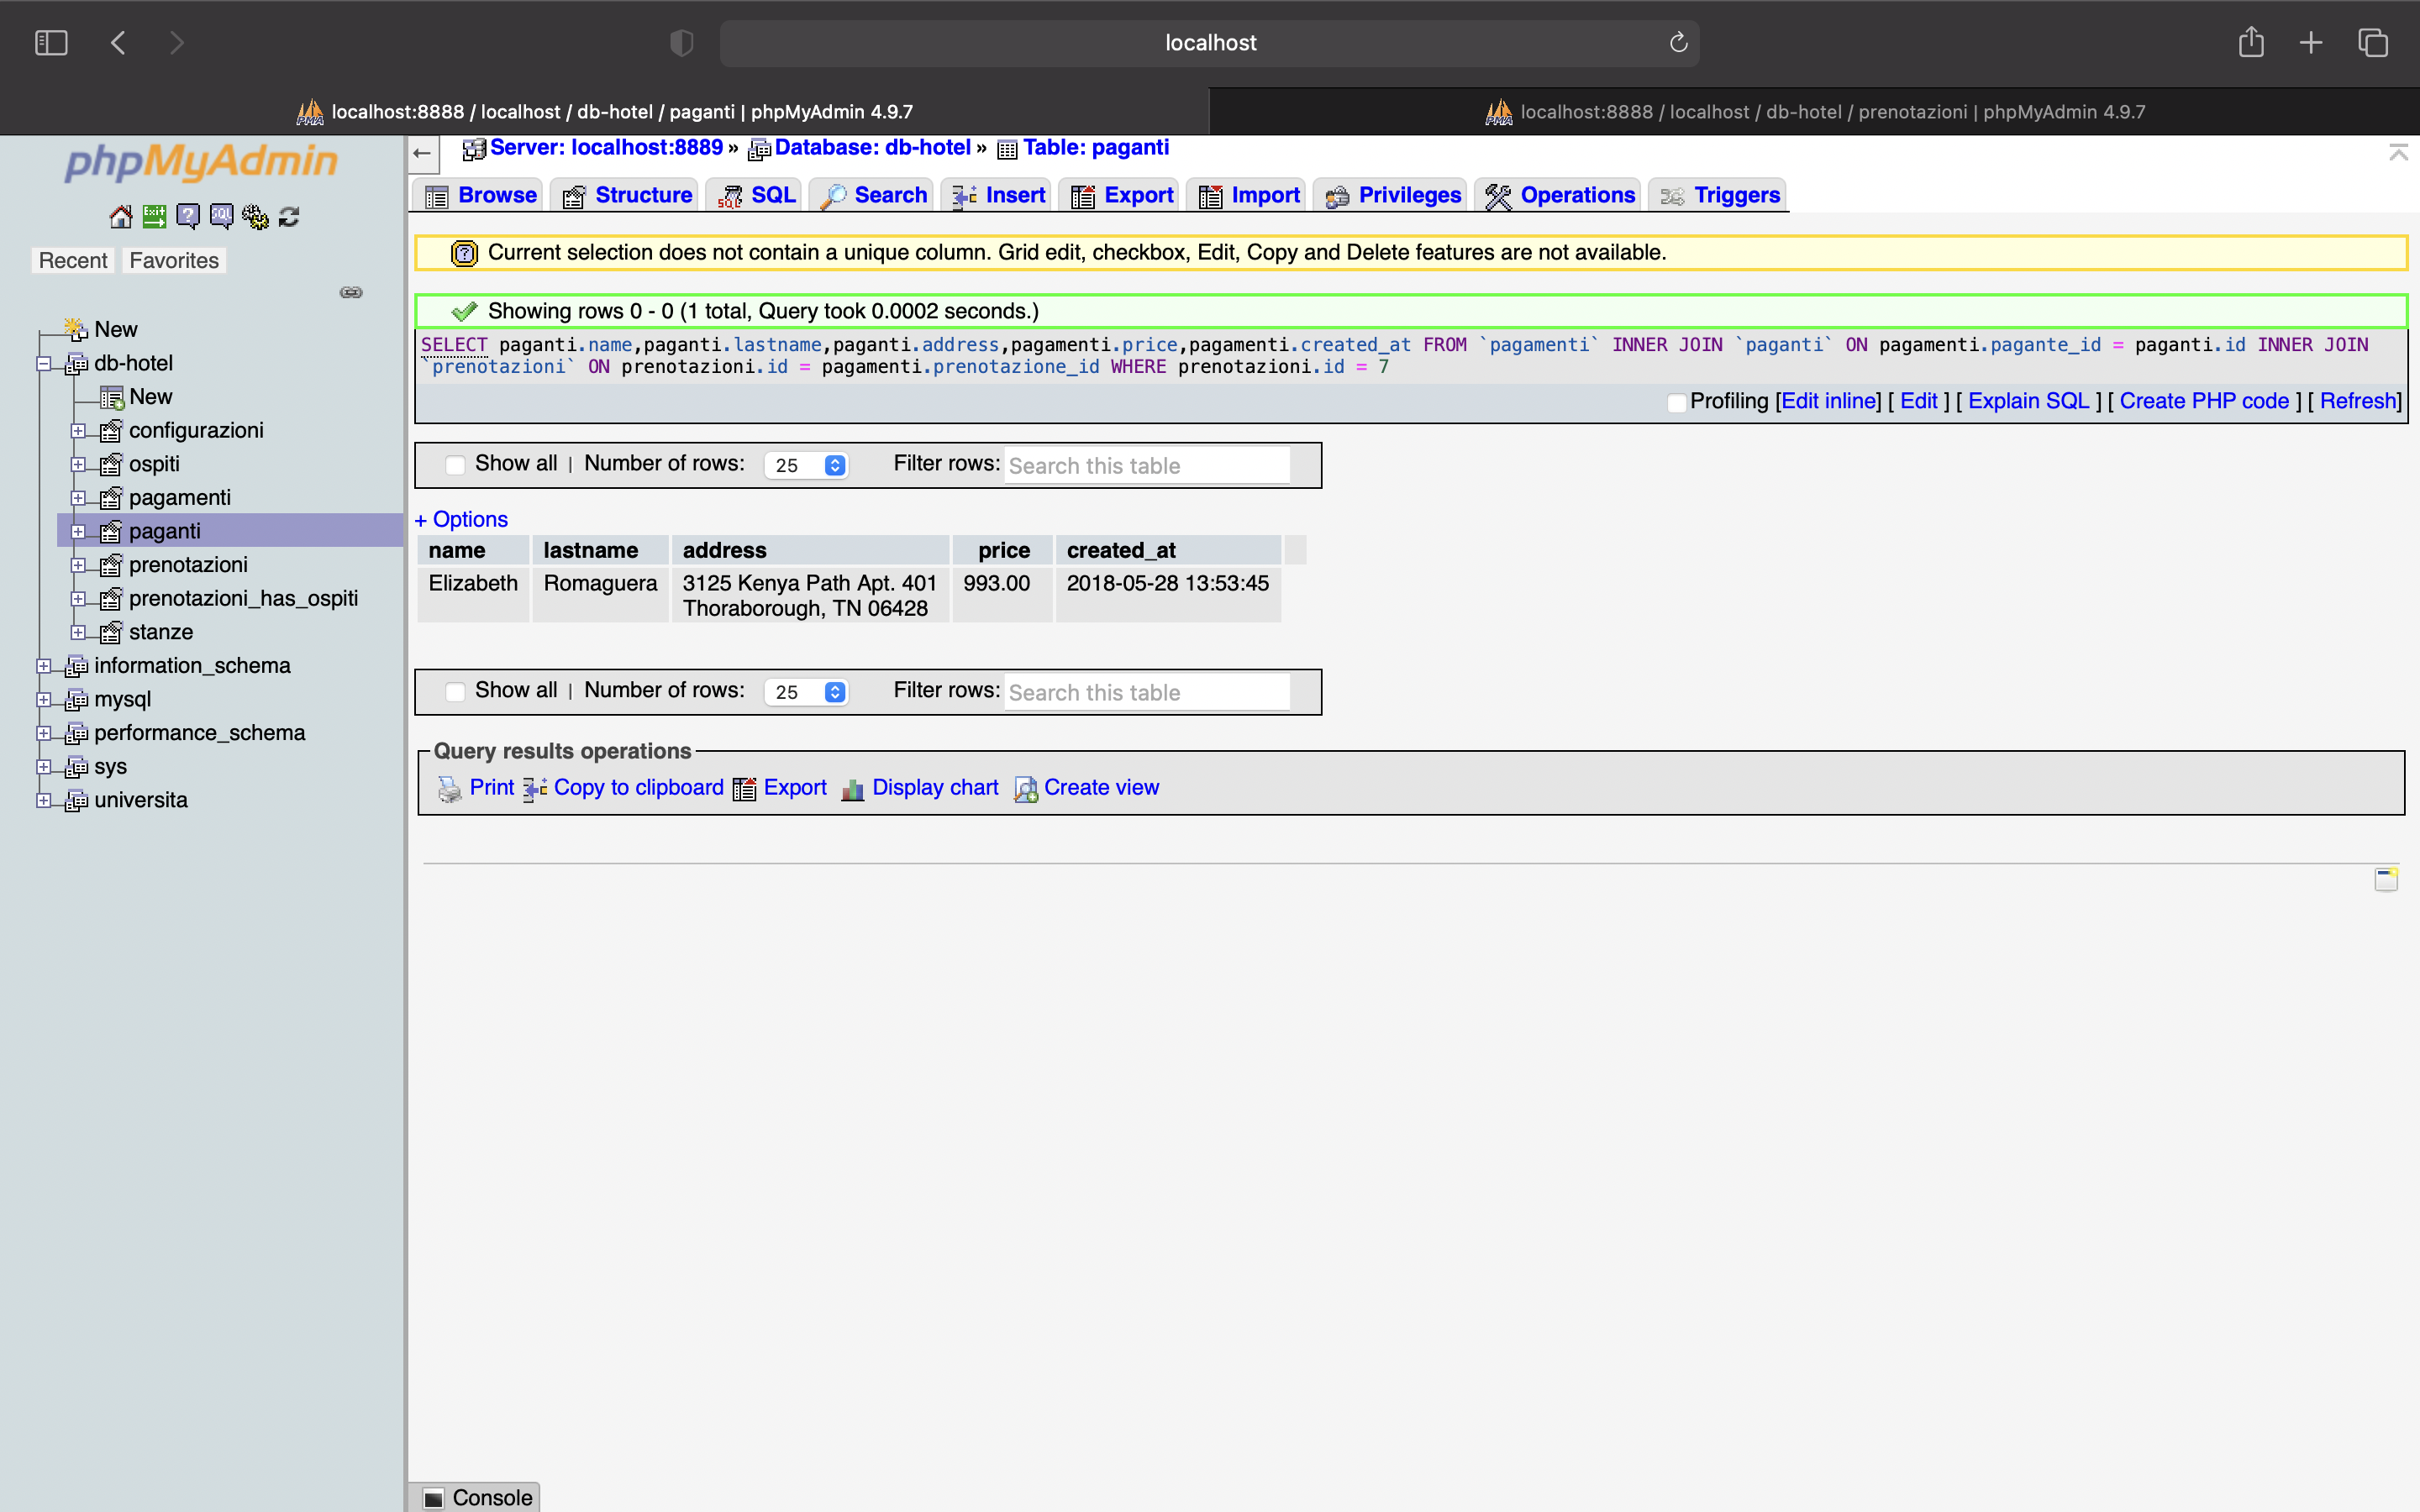 localhost
localhost:8888 / localhost / db-hotel / paganti | phpMyAdmin 4.9.7
localhost:8888 / localhost / db-hotel / prenotazioni | phpMyAdmin 4.9.7
phpMyAdmin
Recent Favorites
New
db-hotel
New
configurazioni
ospiti
pagamenti
paganti
prenotazioni
prenotazioni_has_ospiti
stanze
information_schema
mysql
performance_schema
sys
universita
Server: localhost:8889 » Database: db-hotel » Table: paganti
Browse Structure SQL Search Insert Export Import Privileges Operations Triggers
Current selection does not contain a unique column. Grid edit, checkbox, Edit, Copy and Delete features are not available.
Showing rows 0 - 0 (1 total, Query took 0.0002 seconds.)
SELECT paganti.name,paganti.lastname,paganti.address,pagamenti.price,pagamenti.created_at FROM `pagamenti` INNER JOIN `paganti` ON pagamenti.pagante_id = paganti.id INNER JOIN
`prenotazioni` ON prenotazioni.id = pagamenti.prenotazione_id WHERE prenotazioni.id = 7
Profiling [Edit inline] [ Edit ] [ Explain SQL ] [ Create PHP code ] [ Refresh]
Show all | Number of rows: 25 Filter rows: Search this table
+ Options
name lastname address price created_at
Elizabeth Romaguera 3125 Kenya Path Apt. 401 993.00 2018-05-28 13:53:45
Thoraborough, TN 06428
Show all | Number of rows: 25 Filter rows: Search this table
Query results operations
Print Copy to clipboard Export Display chart Create view
Console